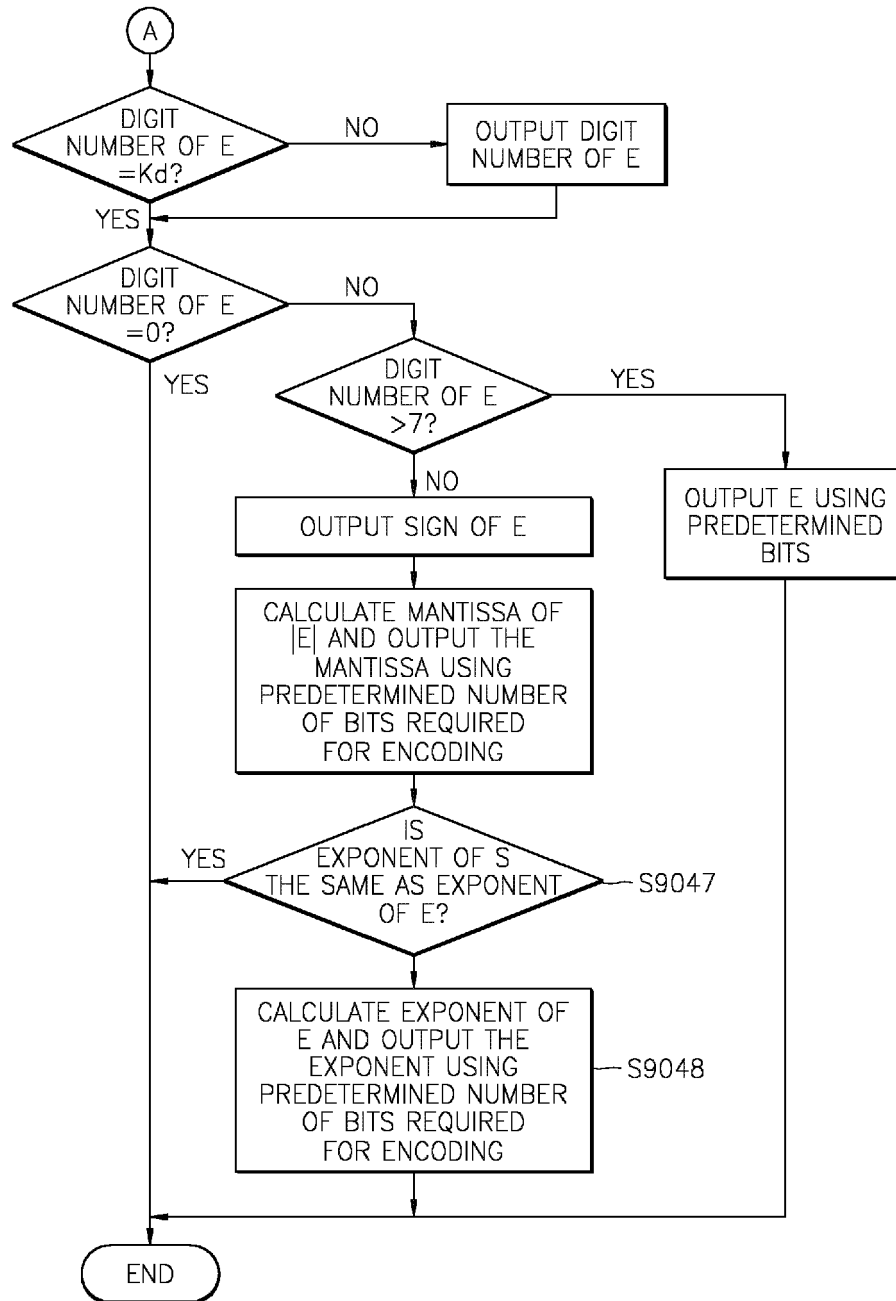 A
DIGIT
NUMBER OF E
=Kd?
NO
OUTPUT DIGIT
NUMBER OF E
YES
DIGIT
NUMBER OF E
=0?
NO
YES
DIGIT
NUMBER OF E
>7?
YES
NO
OUTPUT E USING
PREDETERMINED
BITS
OUTPUT SIGN OF E
CALCULATE MANTISSA OF
|E| AND OUTPUT THE
MANTISSA USING
PREDETERMINED NUMBER
OF BITS REQUIRED
FOR ENCODING
IS
EXPONENT OF S
THE SAME AS EXPONENT
OF E?
YES
S9047
CALCULATE EXPONENT OF
E AND OUTPUT THE
EXPONENT USING
PREDETERMINED NUMBER
OF BITS REQUIRED
FOR ENCODING
S9048
END